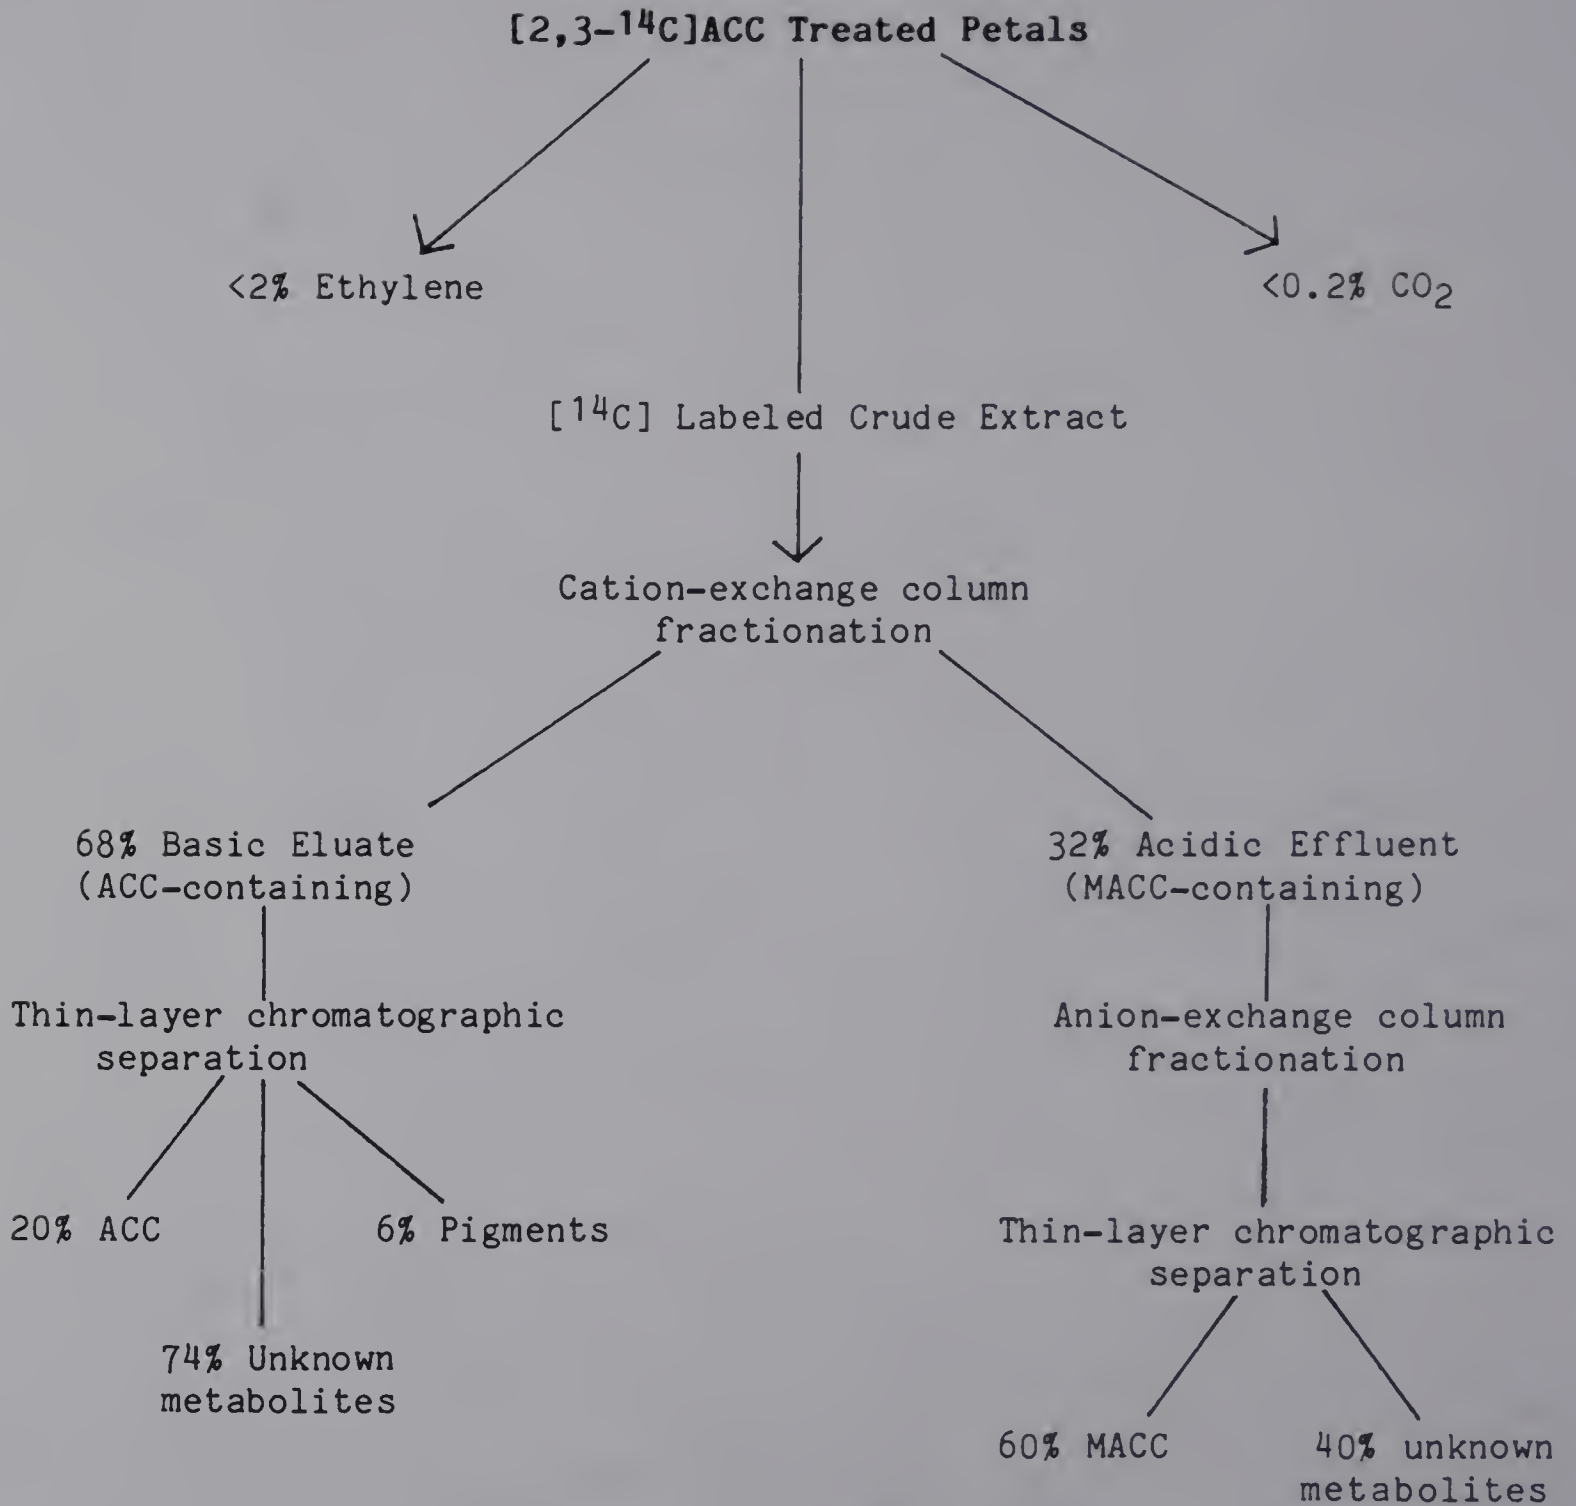 [2,3-14C]ACC Treated Petals
<2% Ethylene
<0.2% CO2
[14C] Labeled Crude Extract
Cation-exchange column
fractionation
68% Basic Eluate
(ACC-containing)
32% Acidic Effluent
(MACC-containing)
Thin-layer chromatographic
separation
Anion-exchange column
fractionation
20% ACC
6% Pigments
74% Unknown
metabolites
Thin-layer chromatographic
separation
60% MACC
40% unknown
metabolites